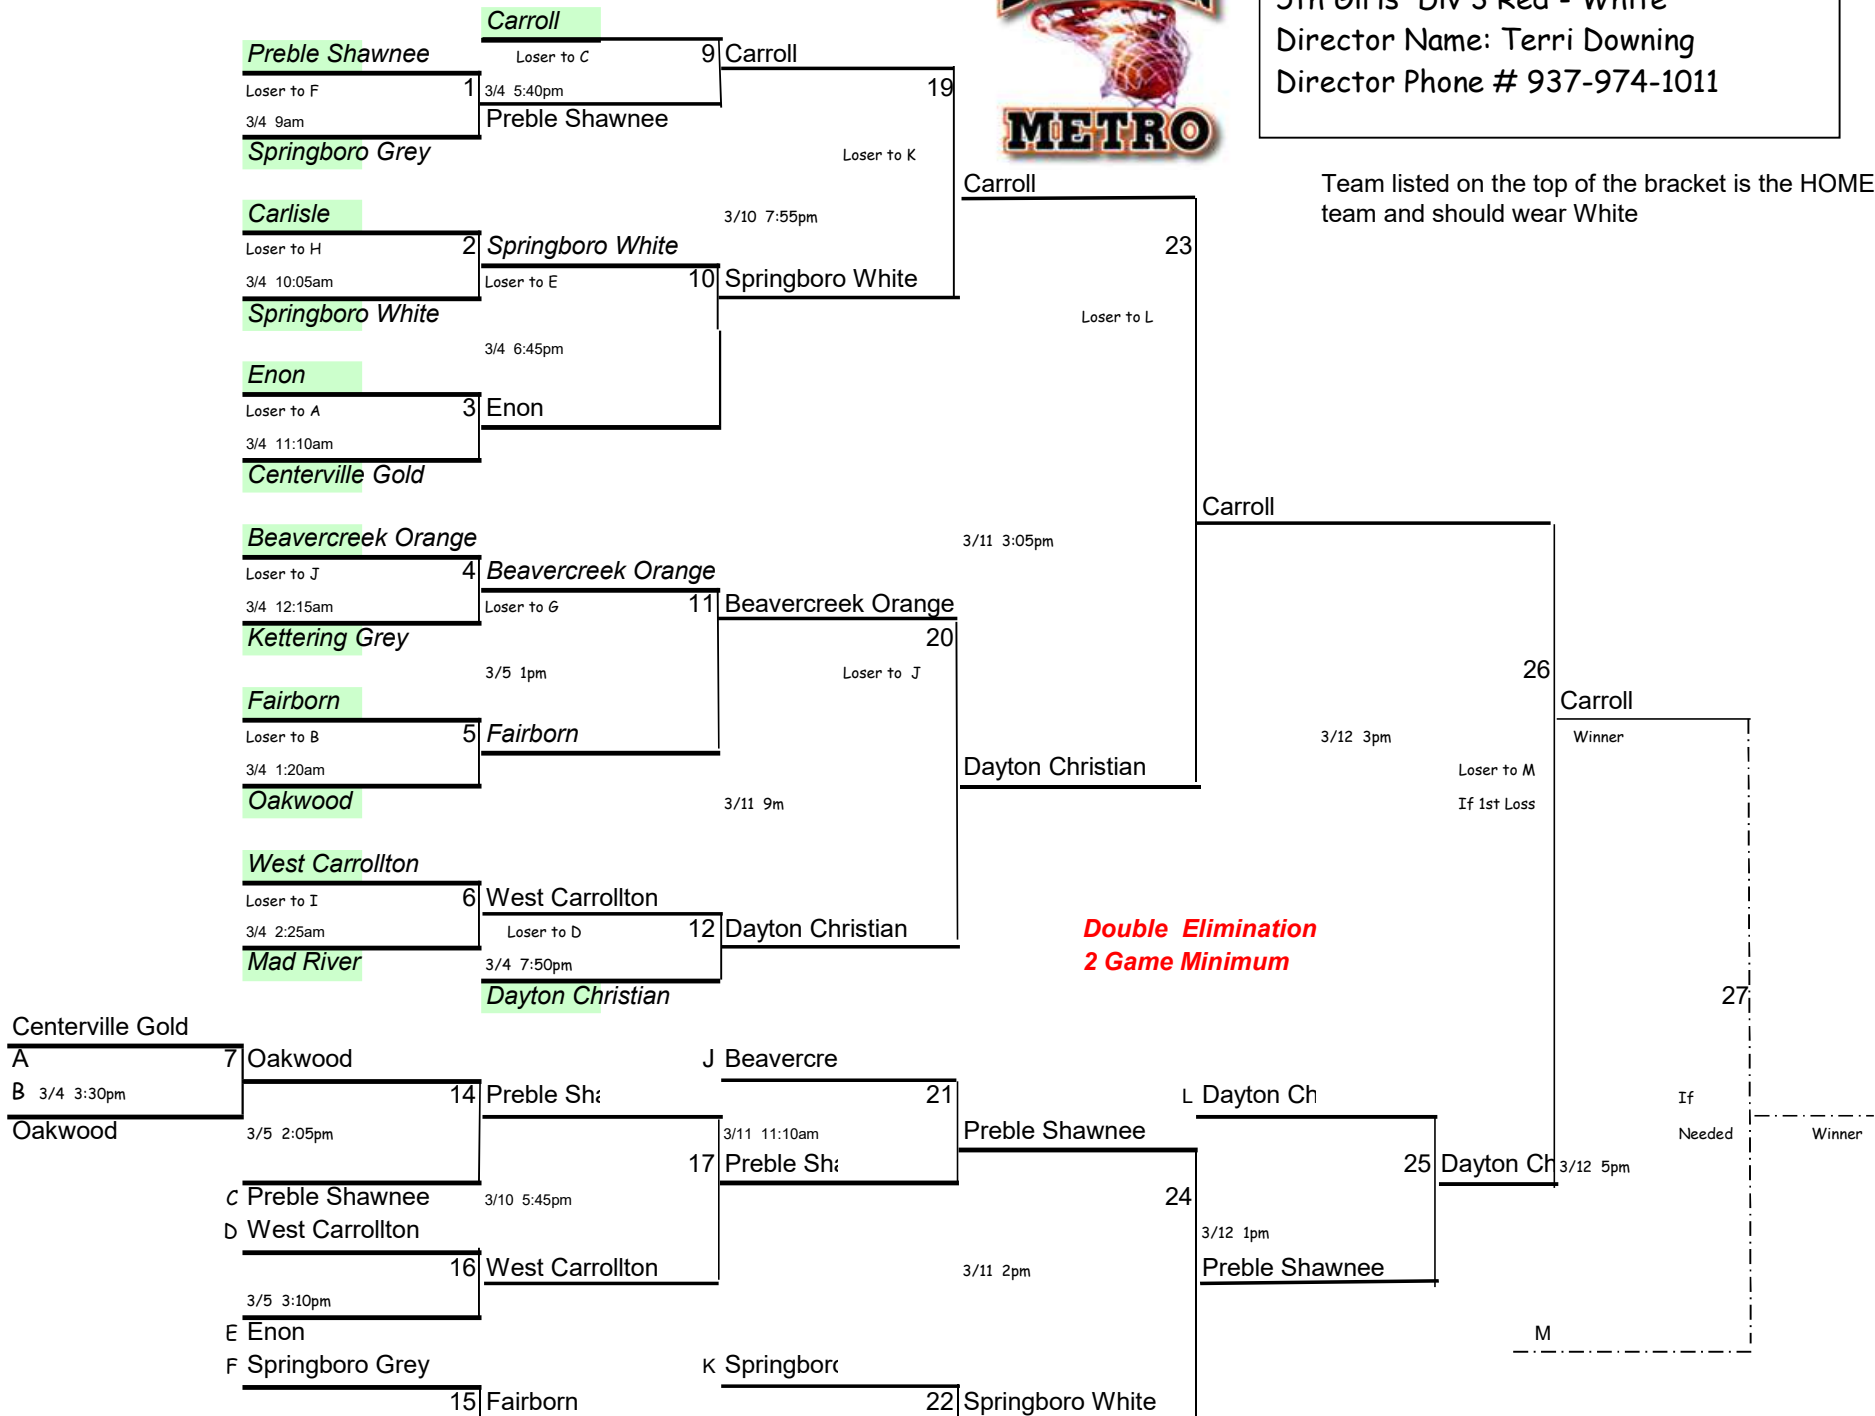 5th Girls Div 3 Red - White
Director Name: Terri Downing
Director Phone # 937-974-1011
METRO
Team listed on the top of the bracket is the HOME
team and should wear White
Carroll
Preble Shawnee
Loser to C
9 Carroll
Loser to F
1
3/4 5:40pm
19
3/4 9am
Preble Shawnee
Springboro Grey
Loser to K
Carlisle
Carroll
3/10 7:55pm
Loser to H
2 Springboro White
23
3/4 10:05am
Loser to E
10 Springboro White
Springboro White
Loser to L
3/4 6:45pm
Enon
Loser to A
3 Enon
3/4 11:10am
Centerville Gold
Carroll
Beavercreek Orange
3/11 3:05pm
Loser to J
4 Beavercreek Orange
3/4 12:15am
Loser to G
11 Beavercreek Orange
Kettering Grey
20
3/5 1pm
Loser to J
26
Fairborn
Carroll
Loser to B
5 Fairborn
3/12 3pm
Winner
3/4 1:20am
Dayton Christian
Loser to M
Oakwood
3/11 9m
If 1st Loss
West Carrollton
Loser to I
6 West Carrollton
3/4 2:25am
Loser to D
12 Dayton Christian
Double Elimination
Mad River
3/4 7:50pm
2 Game Minimum
Dayton Christian
27
Centerville Gold
A
7 Oakwood
J Beavercre
B 3/4 3:30pm
14 Preble Sha
21
L Dayton Ch
If
Oakwood
3/5 2:05pm
3/11 11:10am
Preble Shawnee
Needed
Winner
17 Preble Sha
25 Dayton Ch
3/12 5pm
C Preble Shawnee
3/10 5:45pm
24
D West Carrollton
3/12 1pm
16 West Carrollton
3/11 2pm
Preble Shawnee
3/5 3:10pm
E Enon
M
F Springboro Grey
K Springboro
15 Fairborn
22 Springboro White